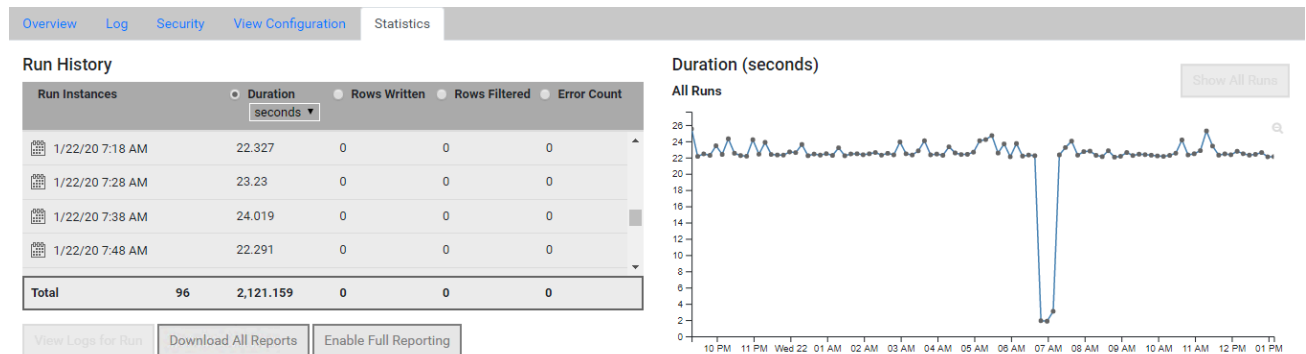 Overview Log Security View Configuration Statistics
Run History
Run Instances Duration Rows Written Rows Filtered Error Count
seconds
1/22/20 7:18 AM 22.327 0 0 0
1/22/20 7:28 AM 23.23 0 0 0
1/22/20 7:38 AM 24.019 0 0 0
1/22/20 7:48 AM 22.291 0 0 0
Total 96 2,121.159 0 0 0
View Logs for Run Download All Reports Enable Full Reporting
Duration (seconds)
Show All Runs
All Runs
26
24
22
20
18
16
14
12
10
8
6
4
2
0
10 PM 11 PM Wed 22 01 AM 02 AM 03 AM 04 AM 05 AM 06 AM 07 AM 08 AM 09 AM 10 AM 11 AM 12 PM 01 PM